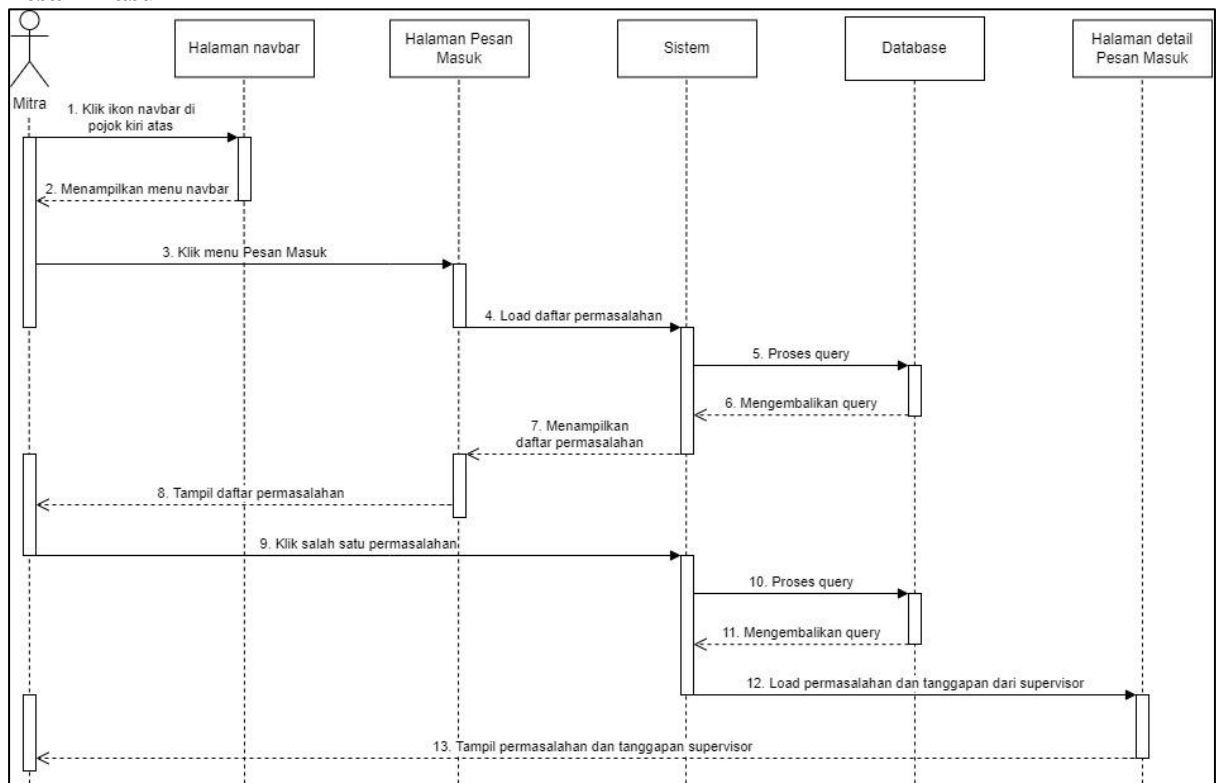 Halaman navbar
Halaman Pesan
Masuk
Sistem
Database
Halaman detail
Pesan Masuk
Mitra
1. Klik ikon navbar di
pojok kiri atas
2. Menampilkan menu navbar
3. Klik menu Pesan Masuk
4. Load daftar permasalahan
5. Proses query
6. Mengembalikan query
7. Menampilkan
daftar permasalahan
8. Tampil daftar permasalahan
9. Klik salah satu permasalahan
10. Proses query
11. Mengembalikan query
12. Load permasalahan dan tanggapan dari supervisor
13. Tampil permasalahan dan tanggapan supervisor